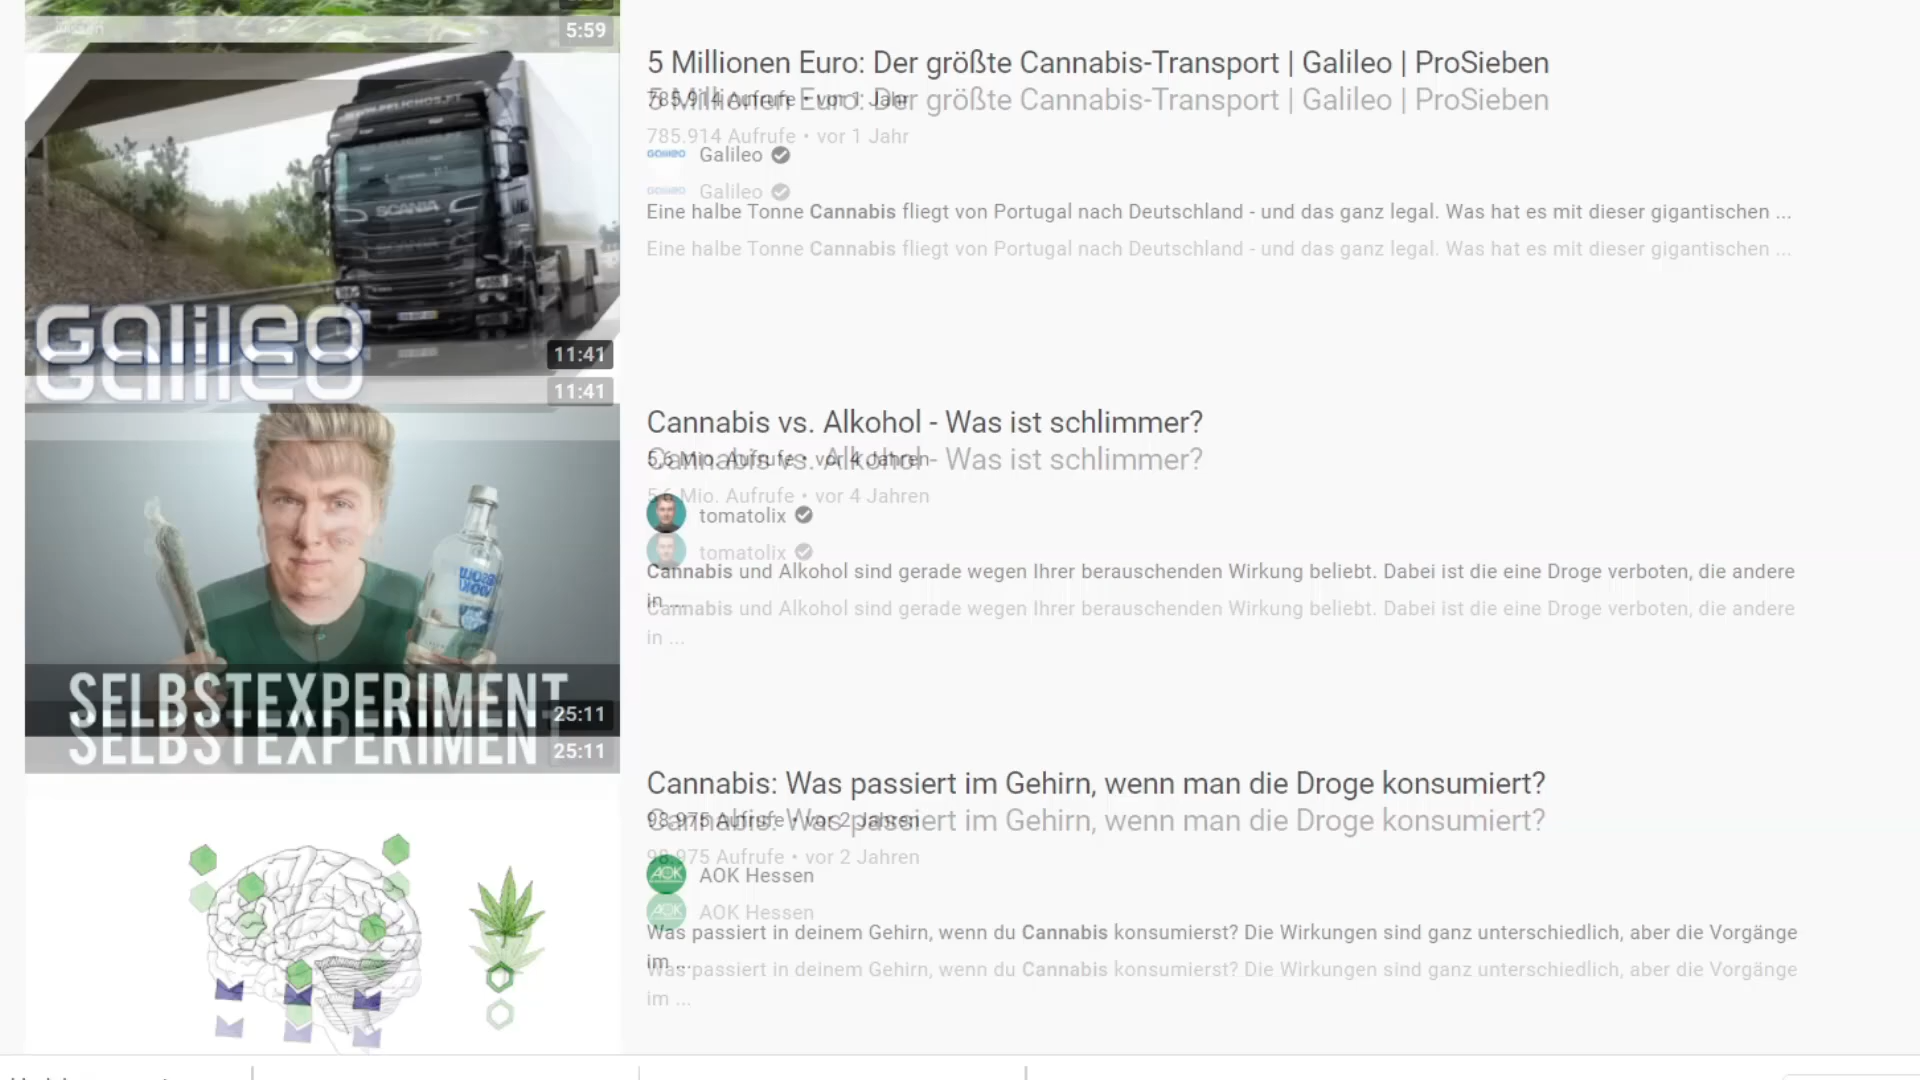 5:59
5 Millionen Euro: Der größte Cannabis-Transport | Galileo | ProSieben
785.914 Aufrufe • vor 1 Jahr
Galileo
Eine halbe Tonne Cannabis fliegt von Portugal nach Deutschland - und das ganz legal. Was hat es mit dieser gigantischen ...
SCANIA
Galileo
11:41
Cannabis vs. Alkohol - Was ist schlimmer?
5,6 Mio. Aufrufe • vor 4 Jahren
tomatolix
Cannabis und Alkohol sind gerade wegen Ihrer berauschenden Wirkung beliebt. Dabei ist die eine Droge verboten, die andere
in ...
SELBSTEXPERIMENT
25:11
Cannabis: Was passiert im Gehirn, wenn man die Droge konsumiert?
98.975 Aufrufe • vor 2 Jahren
AOK
AOK Hessen
Was passiert in deinem Gehirn, wenn du Cannabis konsumierst? Die Wirkungen sind ganz unterschiedlich, aber die Vorgänge
im ...